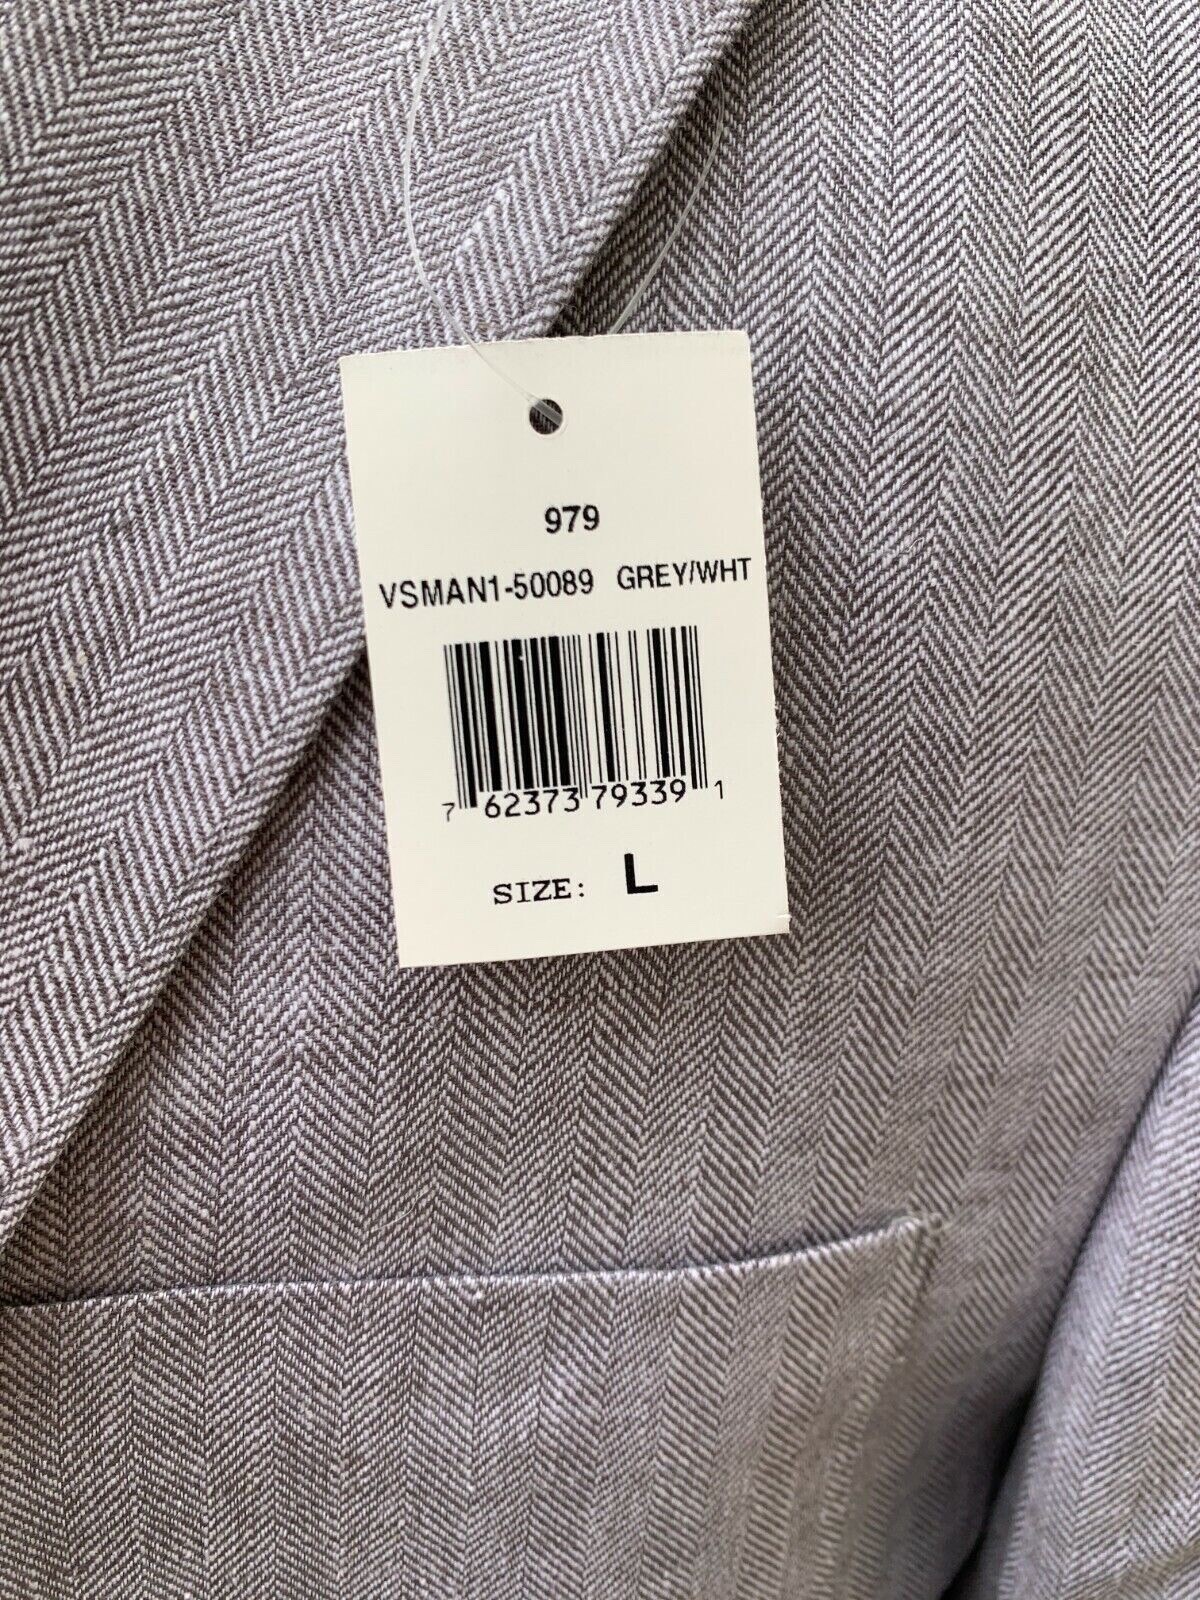 979
VSMAN1-50089 GREY/WHT
7 62373 79339 1
SIZE: L